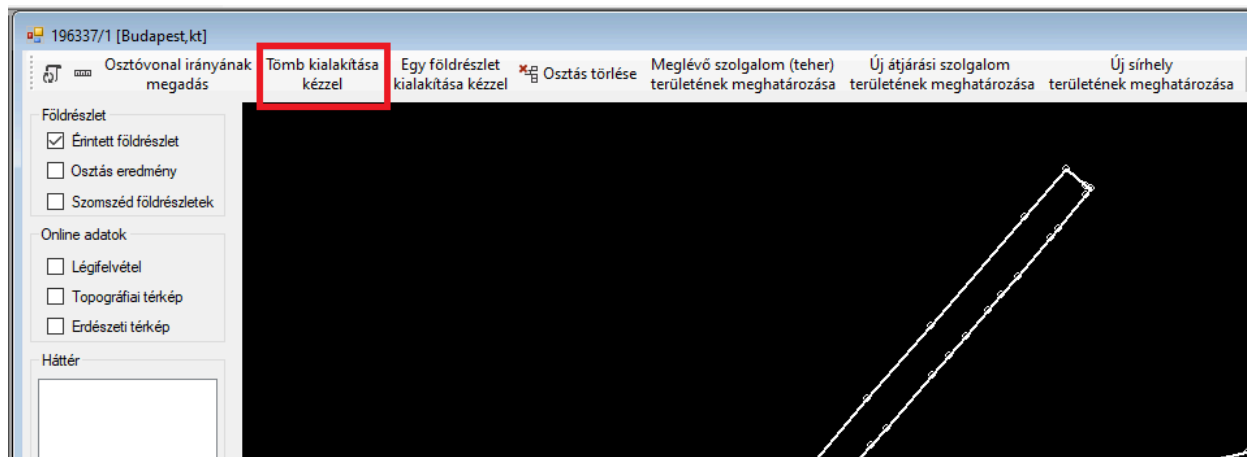 196337/1 [Budapest,kt]
Osztóvonal irányának
megadás
Tömb kialakítása
kézzel
Egy földrészlet
kialakítása kézzel
Osztás törlése
Meglévő szolgalom (teher)
területének meghatározása
Új átjárási szolgalom
területének meghatározása
Új sírhely
területének meghatározása
Földrészlet
Érintett földrészlet
Osztás eredmény
Szomszéd földrészletek
Online adatok
Légifelvétel
Topográfiai térkép
Erdészeti térkép
Háttér